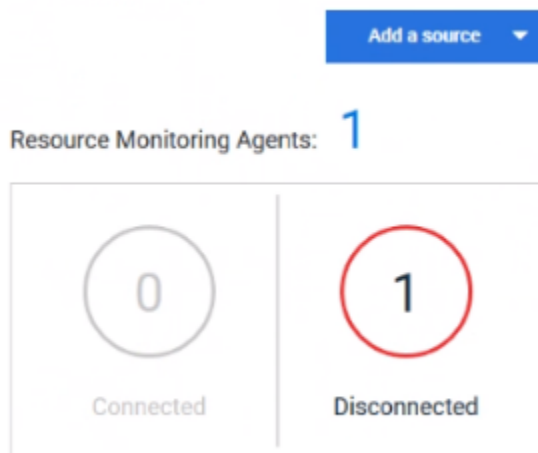 Add a source
Resource Monitoring Agents: 1
0
1
Connected
Disconnected